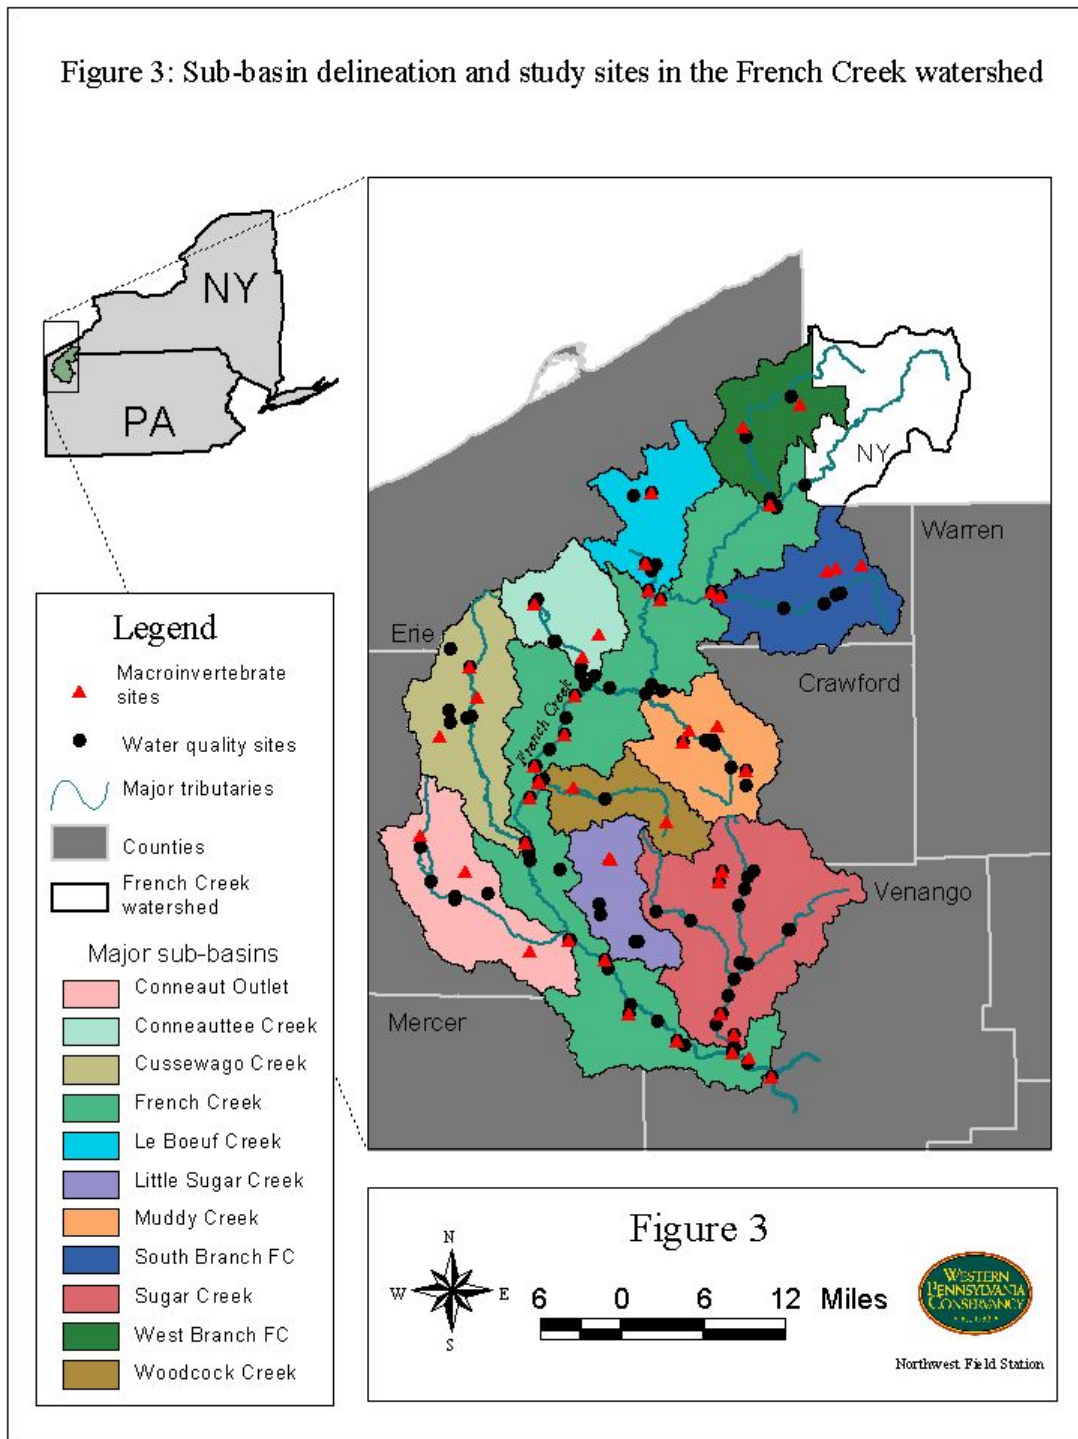 Figure 3: Sub-basin delineation and study sites in the French Creek watershed
NY
PA
NY
Warren
Erie
Crawford
French Creek
Venango
Mercer
Legend
Macroinvertebrate
sites
Water quality sites
Major tributaries
Counties
French Creek
watershed
Major sub-basins
Conneaut Outlet
Conneauttee Creek
Cussewago Creek
French Creek
Le Boeuf Creek
Little Sugar Creek
Muddy Creek
South Branch FC
Sugar Creek
West Branch FC
Woodcock Creek
Figure 3
N
W
E
S
6 0 6 12 Miles
WESTERN
PENNSYLVANIA
CONSERVANCY
Northwest Field Station